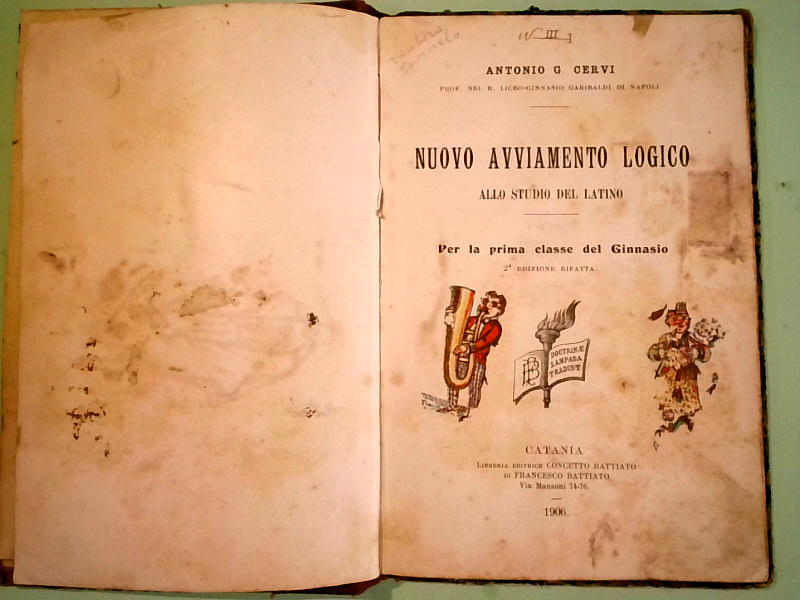 N III
ANTONIO G. CERVI
PROF. NEL R. LICEO-GINNASIO GARIBALDI DI NAPOLI
NUOVO AVVIAMENTO LOGICO
ALLO STUDIO DEL LATINO
Per la prima classe del Ginnasio
2ª EDIZIONE RIFATTA.
DOCTRINÆ
LAMPADA
TRADUNT
CATANIA
LIBRERIA EDITRICE CONCETTO BATTIATO
DI FRANCESCO BATTIATO
Via Manzoni 74-76.
1906.